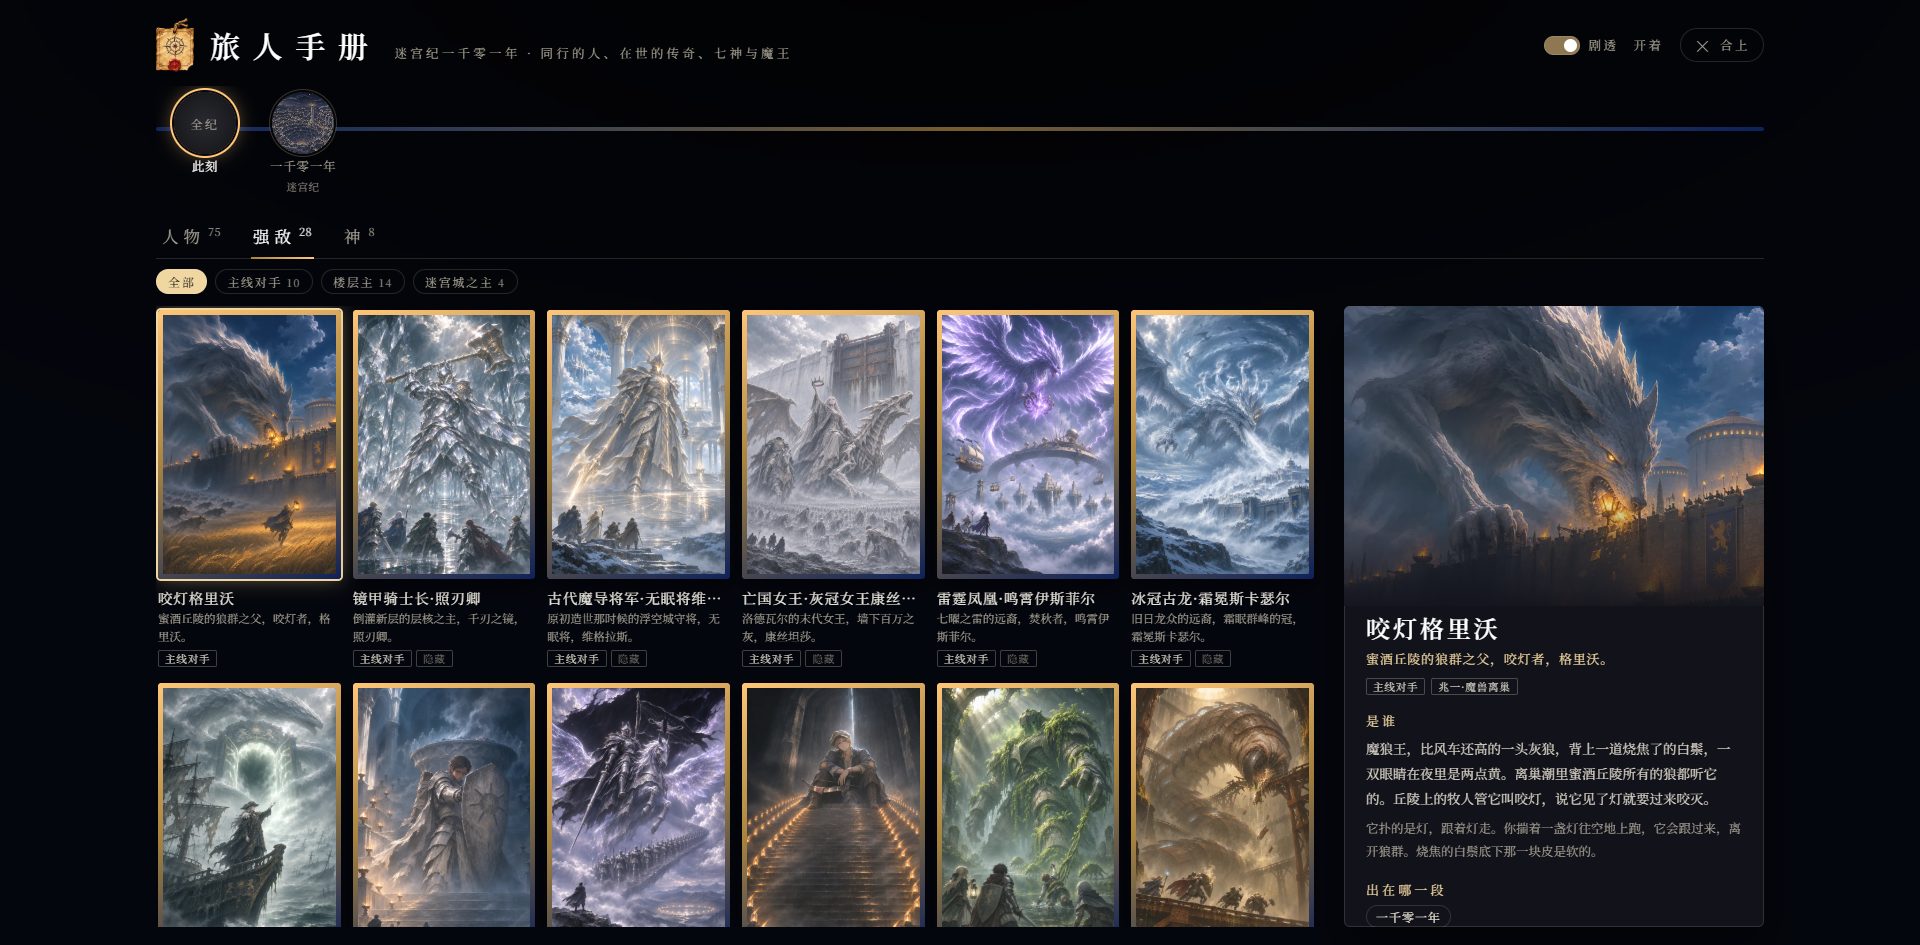 旅人手册
迷宫纪一千零一年 · 同行的人、在世的传奇、七神与魔王
剧透 开着
合上
全纪
此刻
一千零一年
迷宫纪
人物 75
强敌 28
神 8
全部
主线对手 10
楼层主 14
迷宫城之主 4
咬灯格里沃
蜜酒丘陵的狼群之父，咬灯者，格
里沃。
主线对手
镜甲骑士长·照刃卿
倒灌新层的层核之主，千刃之镜，
照刃卿。
主线对手 隐藏
古代魔导将军·无眠将维…
原初造世那时候的浮空城守将，无
眠将，维格拉斯。
主线对手 隐藏
亡国女王·灰冠女王康丝…
洛德瓦尔的末代女王，墙下百万之
灰，康丝坦莎。
主线对手 隐藏
雷霆凤凰·鸣霄伊斯菲尔
七曜之雷的远裔，焚秋者，鸣霄伊
斯菲尔。
主线对手 隐藏
冰冠古龙·霜冕斯卡瑟尔
旧日龙众的远裔，霜眠群峰的冠，
霜冕斯卡瑟尔。
主线对手 隐藏
咬灯格里沃
蜜酒丘陵的狼群之父，咬灯者，格里沃。
主线对手 兆一·魔兽离巢
是谁
魔狼王，比风车还高的一头灰狼，背上一道烧焦了的白鬃，一
双眼睛在夜里是两点黄。离巢潮里蜜酒丘陵所有的狼都听它
的。丘陵上的牧人管它叫咬灯，说它见了灯就要过来咬灭。
它扑的是灯，跟着灯走。你揣着一盏灯往空地上跑，它会跟过来，离
开狼群。烧焦的白鬃底下那一块皮是软的。
出在哪一段
一千零一年